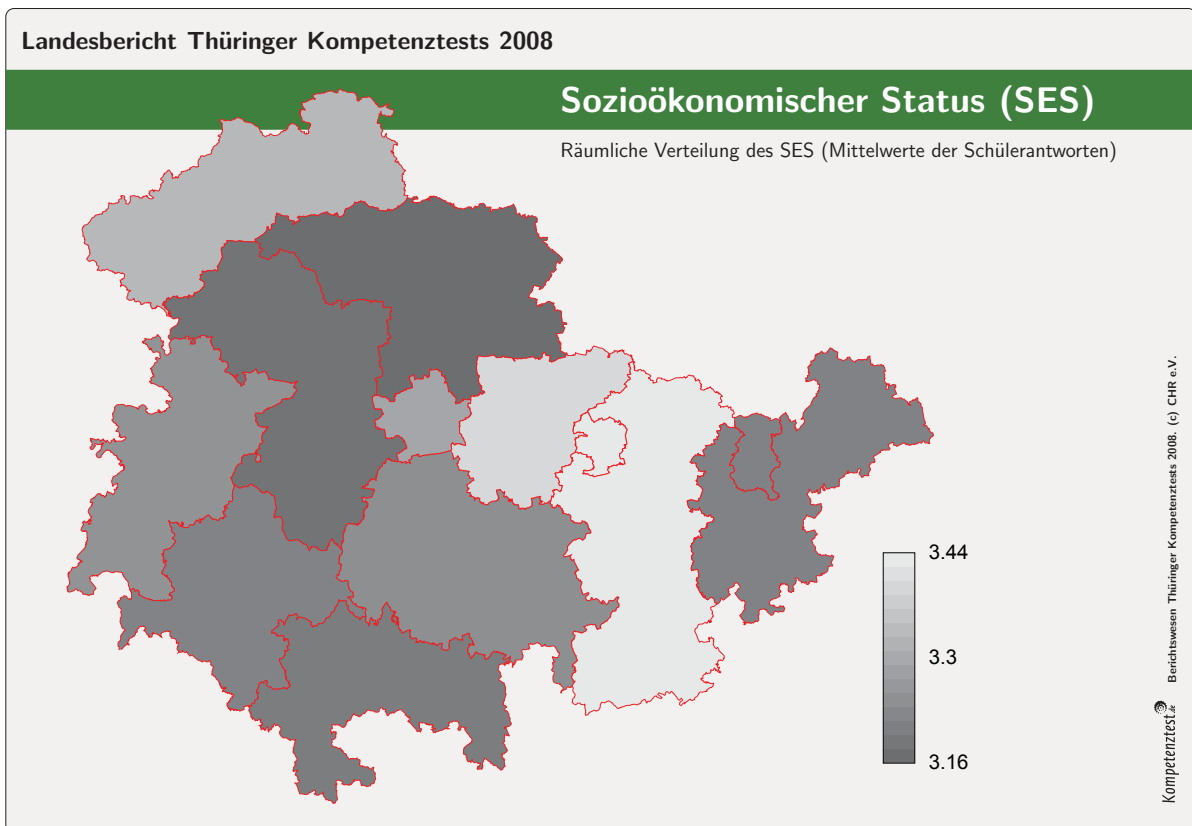 Landesbericht Thüringer Kompetenztests 2008
Sozioökonomischer Status (SES)
Räumliche Verteilung des SES (Mittelwerte der Schülerantworten)
3.44
3.3
3.16
Kompetenztest.de
Berichtswesen Thüringer Kompetenztests 2008. (c) CHR e.V.